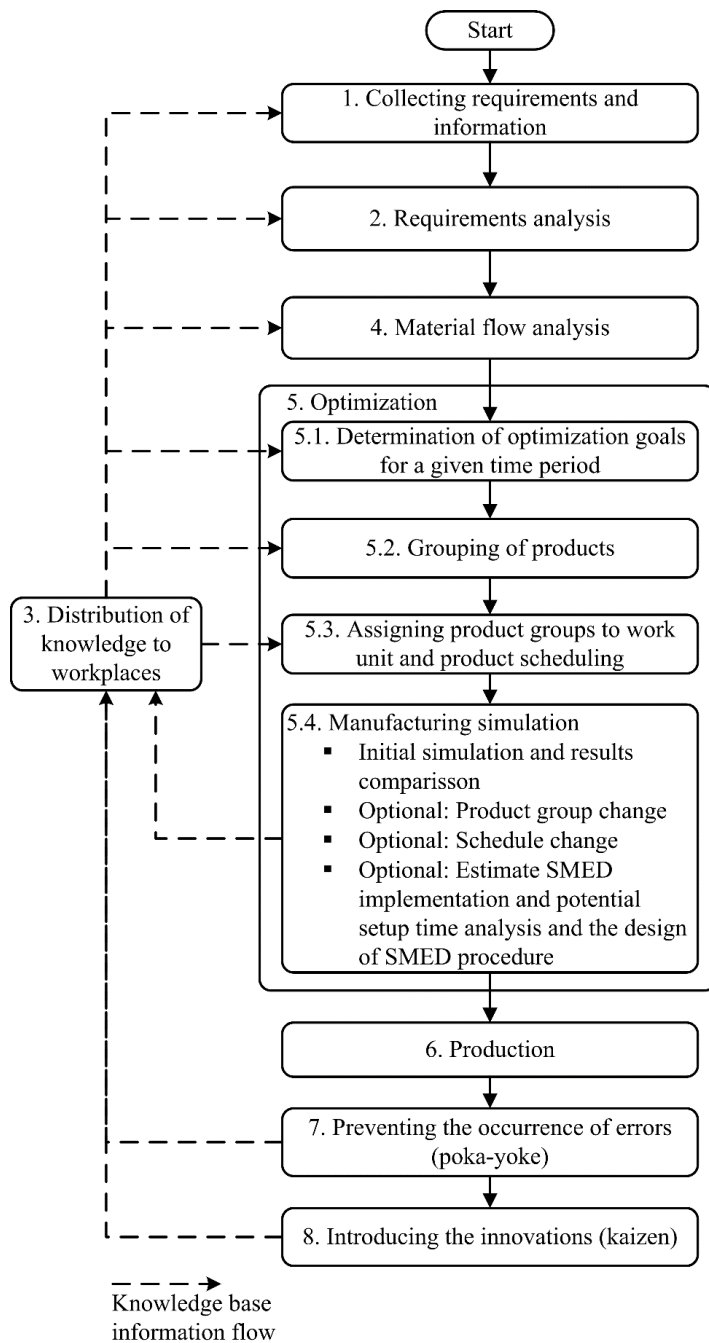 Start
1. Collecting requirements and
information
2. Requirements analysis
4. Material flow analysis
5. Optimization
5.1. Determination of optimization goals
for a given time period
5.2. Grouping of products
3. Distribution of
knowledge to
workplaces
5.3. Assigning product groups to work
unit and product scheduling
5.4. Manufacturing simulation
▪ Initial simulation and results
comparisson
▪ Optional: Product group change
▪ Optional: Schedule change
▪ Optional: Estimate SMED
implementation and potential
setup time analysis and the design
of SMED procedure
6. Production
7. Preventing the occurrence of errors
(poka-yoke)
8. Introducing the innovations (kaizen)
Knowledge base
information flow